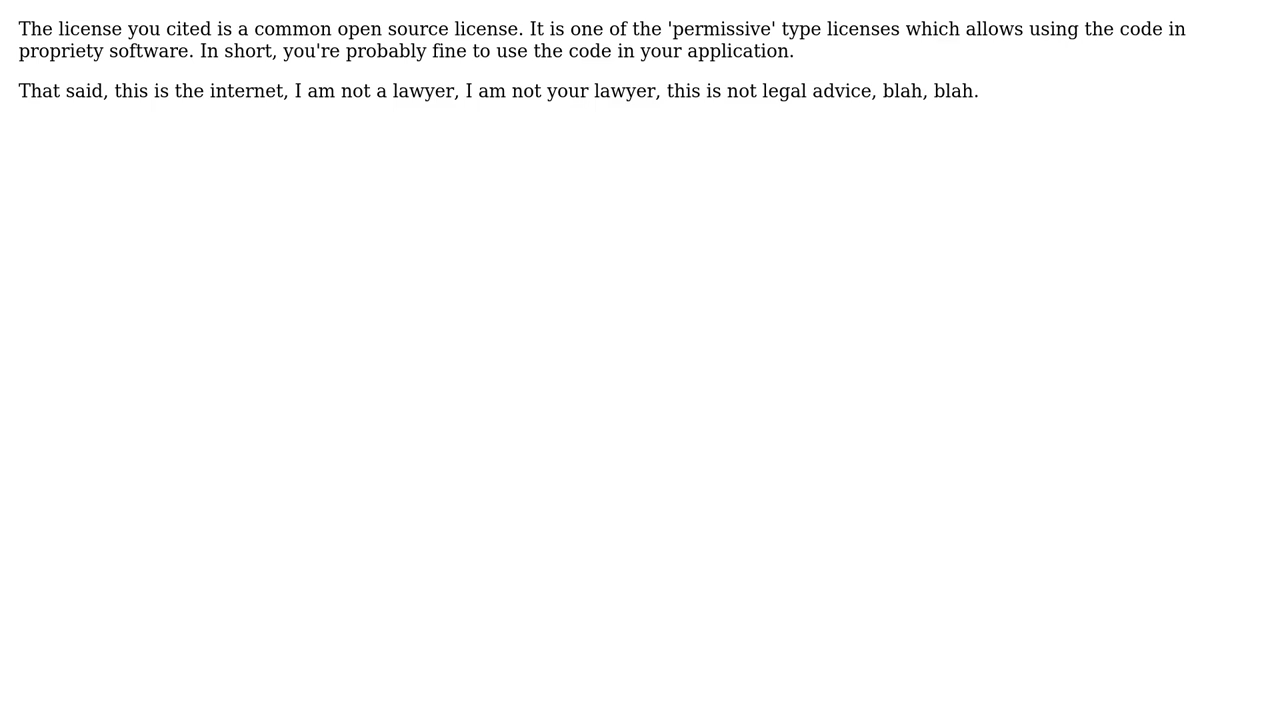 The license you cited is a common open source license. It is one of the 'permissive' type licenses which allows using the code in
propriety software. In short, you're probably fine to use the code in your application.
That said, this is the internet, I am not a lawyer, I am not your lawyer, this is not legal advice, blah, blah.